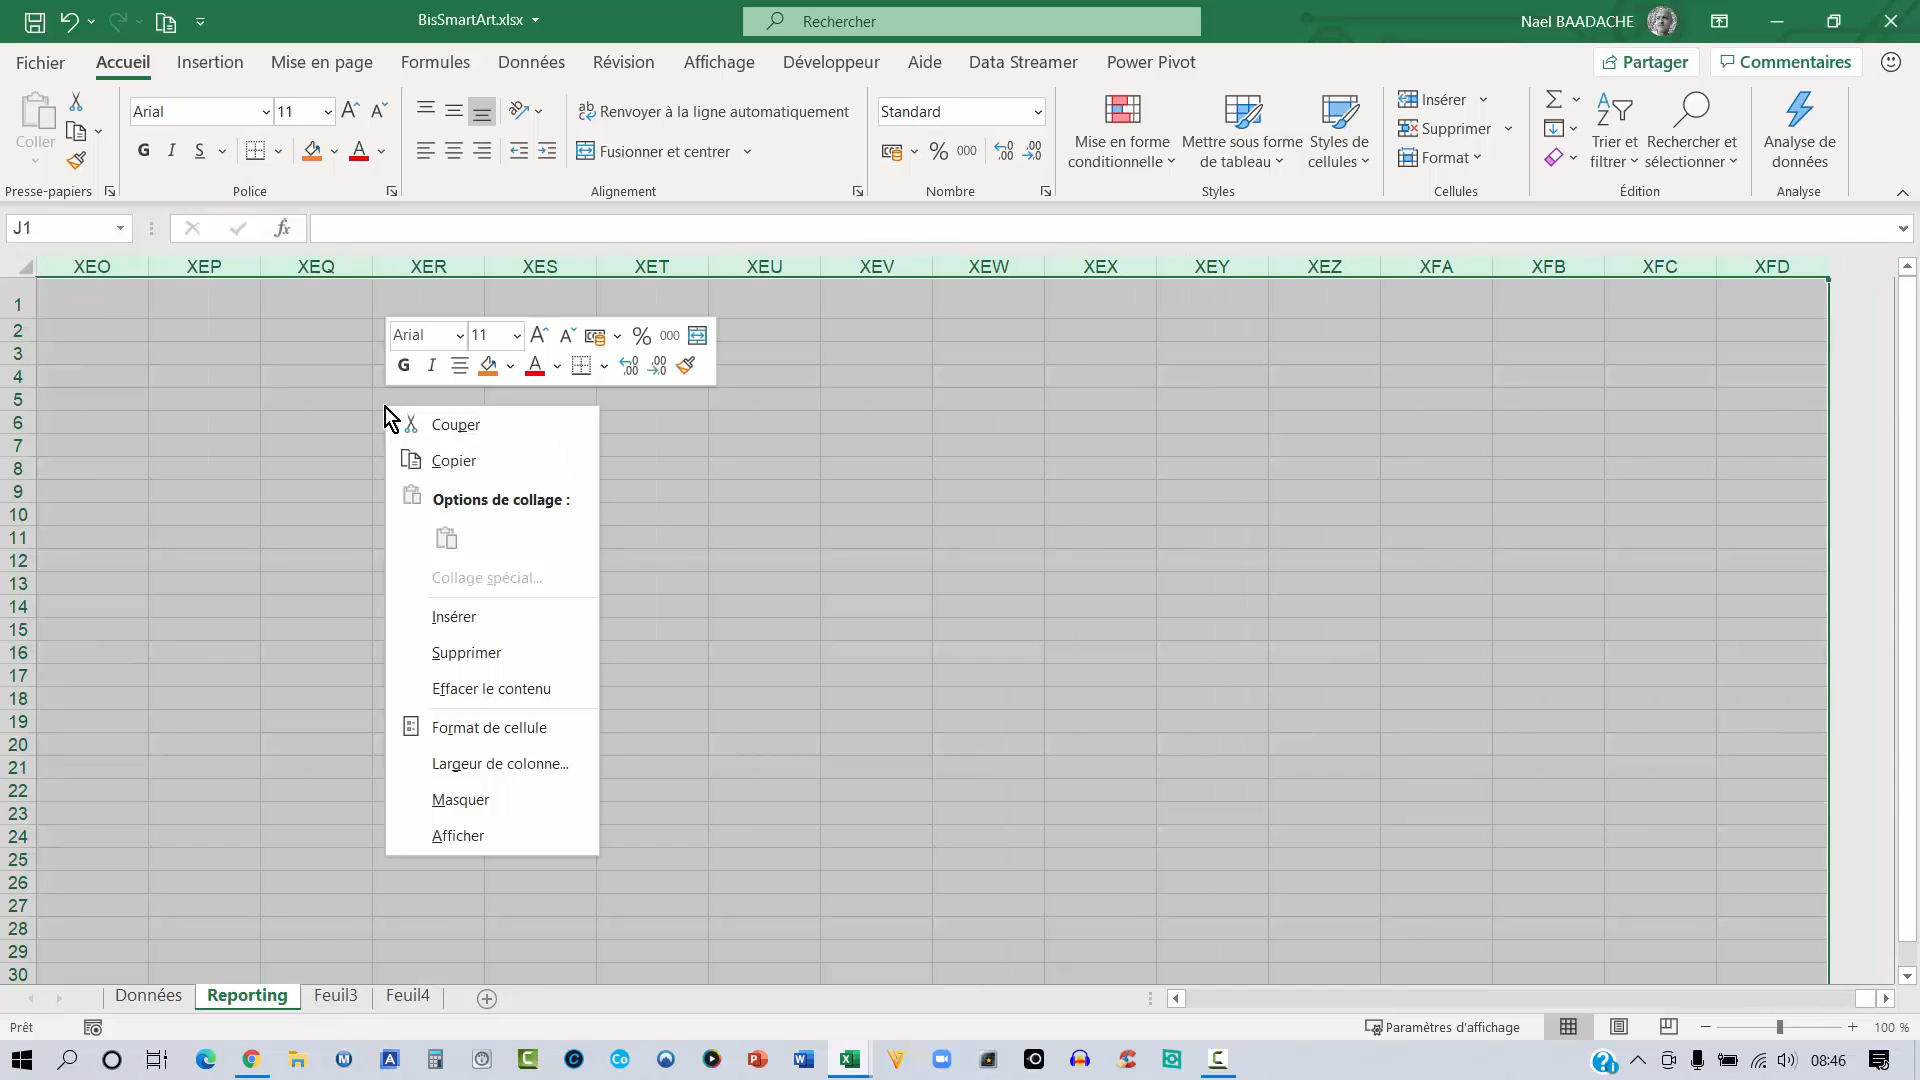 BisSmartArt.xlsx
Rechercher
Nael BAADACHE
Fichier Accueil Insertion Mise en page Formules Données Révision Affichage Développeur Aide Data Streamer Power Pivot
Partager Commentaires
Coller
Arial 11
G I S
Renvoyer à la ligne automatiquement
Fusionner et centrer
Standard
% 000
Mise en forme conditionnelle
Mettre sous forme de tableau
Styles de cellules
Insérer
Supprimer
Format
Trier et filtrer
Rechercher et sélectionner
Analyse de données
Presse-papiers Police Alignement Nombre Styles Cellules Édition Analyse
J1
fx
XEO XEP XEQ XER XES XET XEU XEV XEW XEX XEY XEZ XFA XFB XFC XFD
1
2
3
4
5
6
7
8
9
10
11
12
13
14
15
16
17
18
19
20
21
22
23
24
25
26
27
28
29
30
Arial 11 % 000
G I
Couper
Copier
Options de collage :
Collage spécial...
Insérer
Supprimer
Effacer le contenu
Format de cellule
Largeur de colonne...
Masquer
Afficher
Données Reporting Feuil3 Feuil4
Prêt
Paramètres d'affichage
100 %
08:46